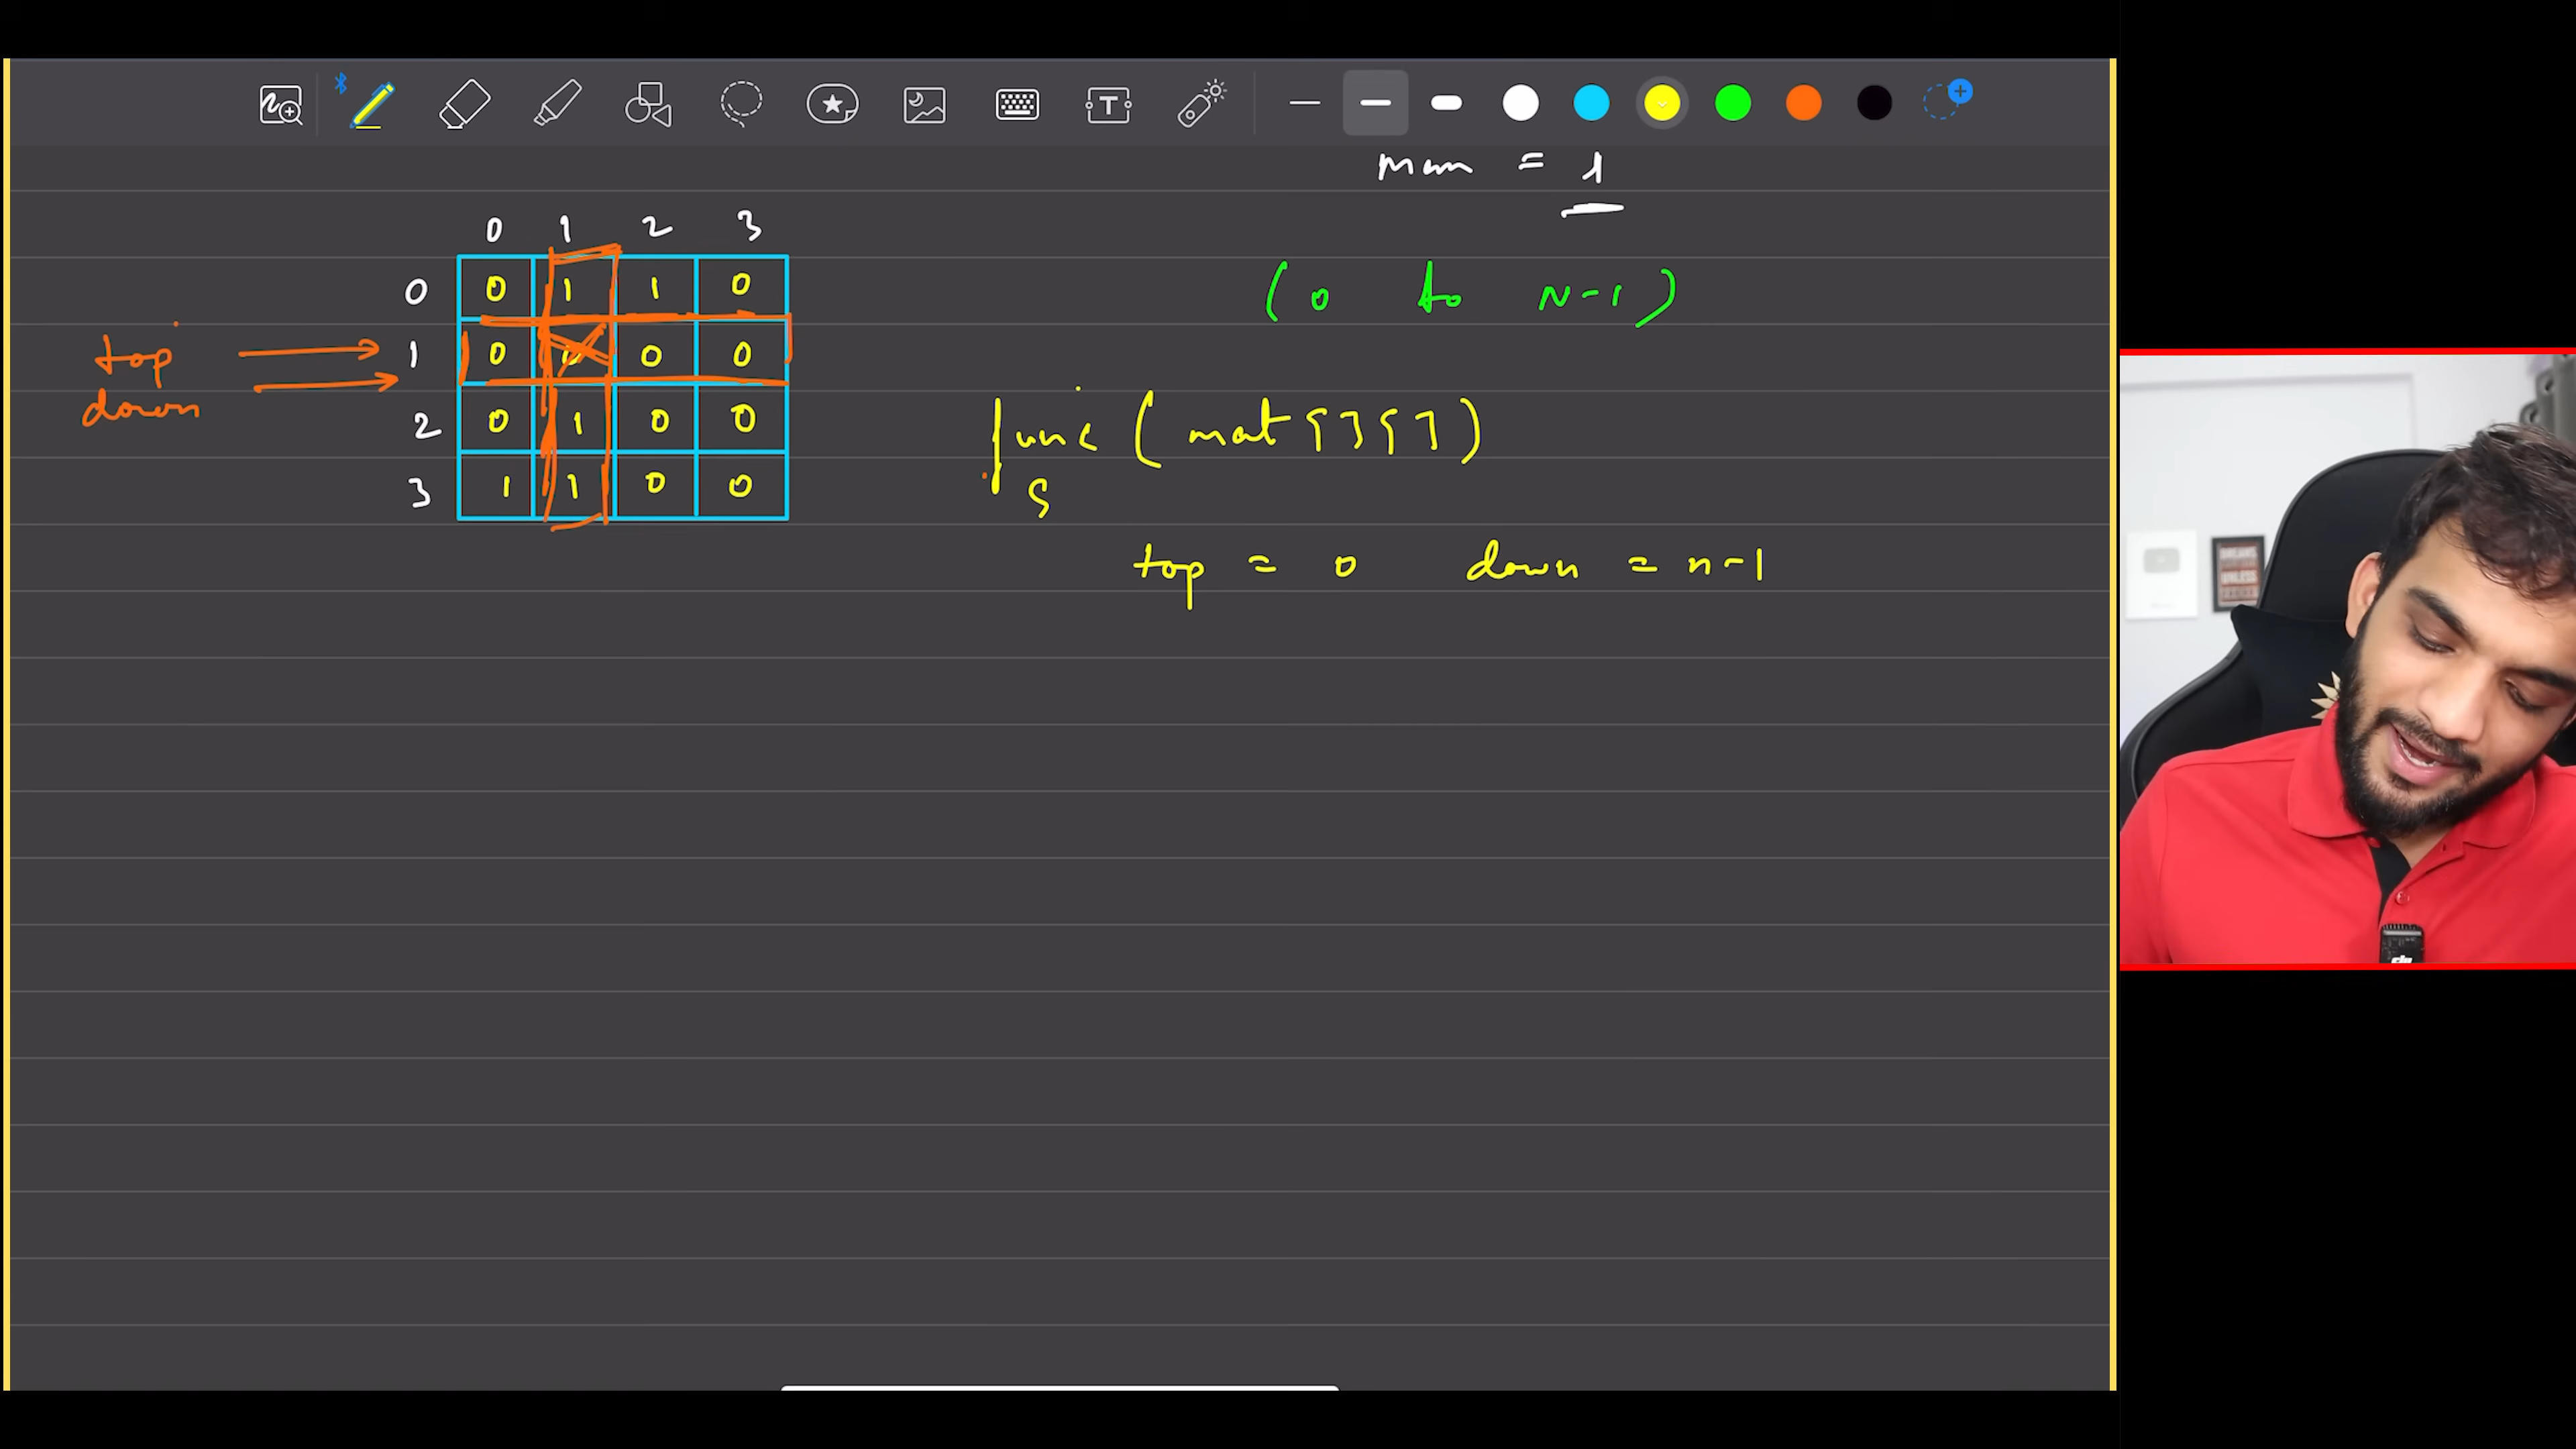 man = 1
0 1 2 3
0 0 1 1 0
(0 to N-1)
top → 1 0 0 0 0
down →
2 0 1 0 0
func (mat[][])
3 1 1 0 0
{
top = 0 down = n-1
T